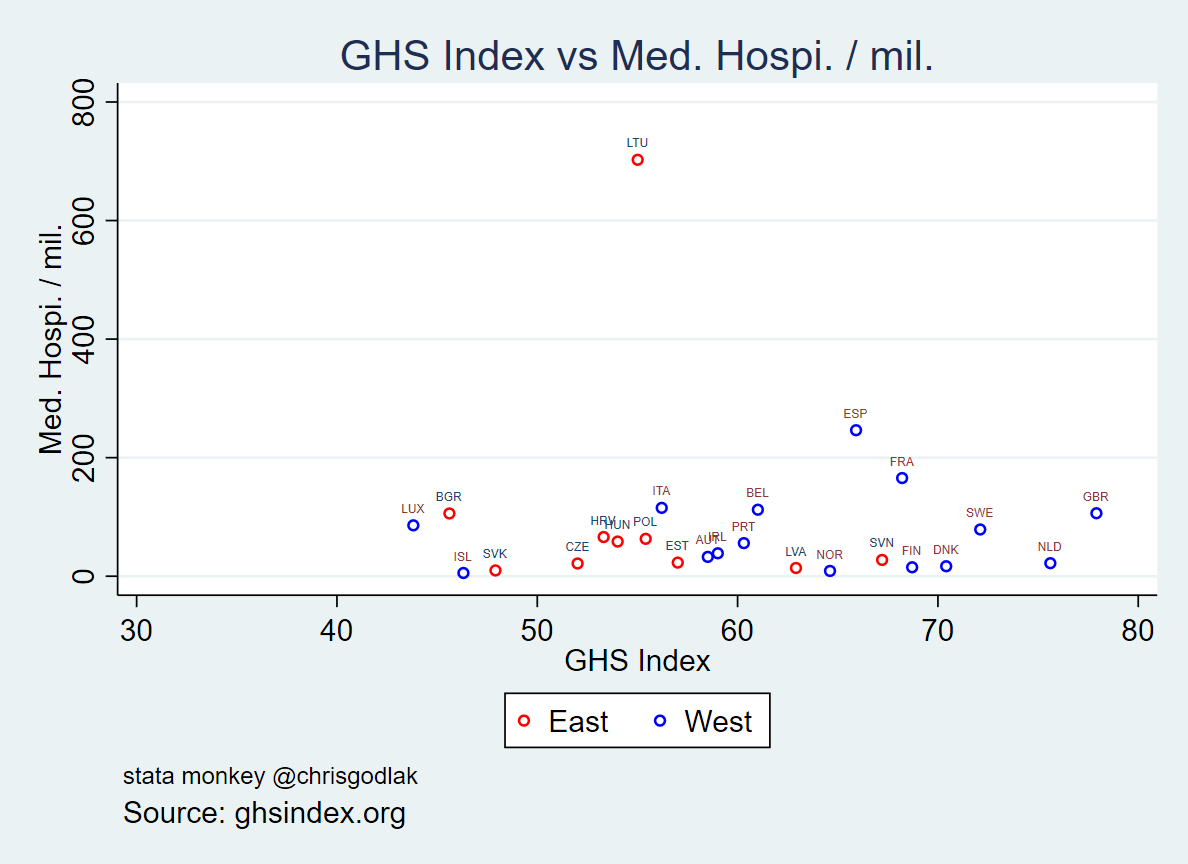 GHS Index vs Med. Hospi. / mil.
Med. Hospi. / mil.
800
600
400
200
0
LTU
ESP
FRA
GBR
BGR
ITA
BEL
LUX
SWE
HRV
HUN
POL
PRT
AUT
IRL
SVN
CZE
EST
NLD
DNK
FIN
LVA
SVK
NOR
ISL
30 40 50 60 70 80
GHS Index
East West
stata monkey @chrisgodlak
Source: ghsindex.org